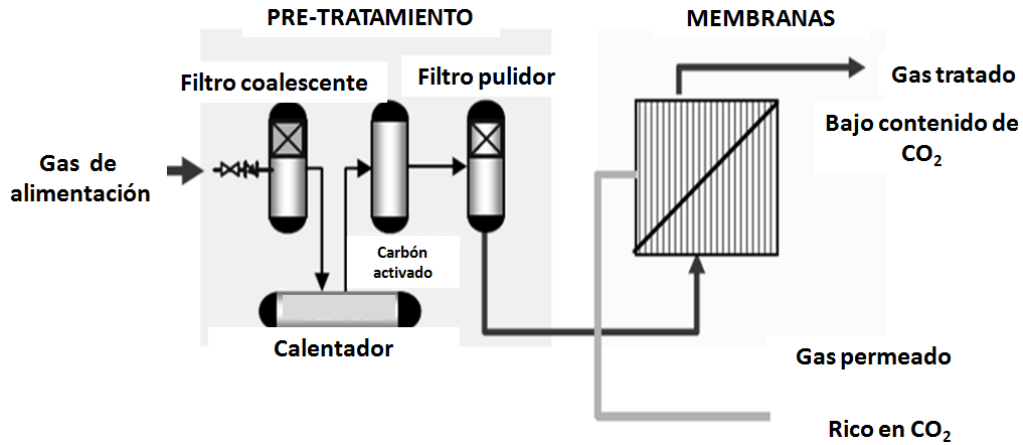 PRE-TRATAMIENTO
MEMBRANAS
Filtro coalescente
Filtro pulidor
Gas tratado
Bajo contenido de
CO₂
Gas de
alimentación
Carbón
activado
Calentador
Gas permeado
Rico en CO₂